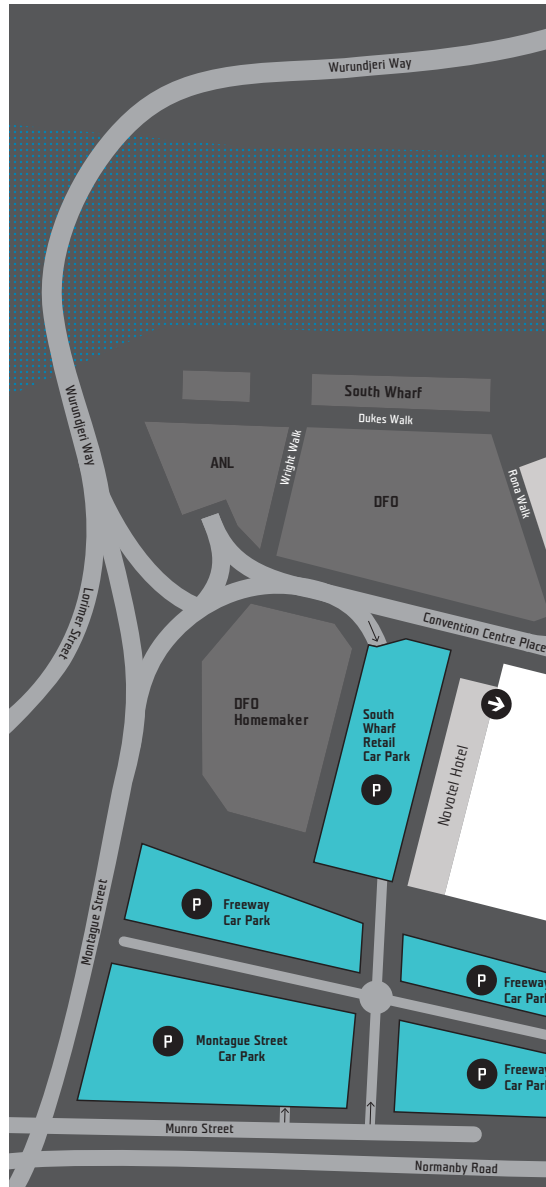 Wurundjeri Way
Wurundjeri Way
South Wharf
Dukes Walk
Wright Walk
ANL
DFO
Rona Walk
Lorimer Street
Convention Centre Place
DFO
Homemaker
South
Wharf
Retail
Car Park
P
Novotel Hotel
Montague Street
P
Freeway
Car Park
P
Freeway
Car Park
P
Montague Street
Car Park
P
Freeway
Car Park
Munro Street
Normanby Road